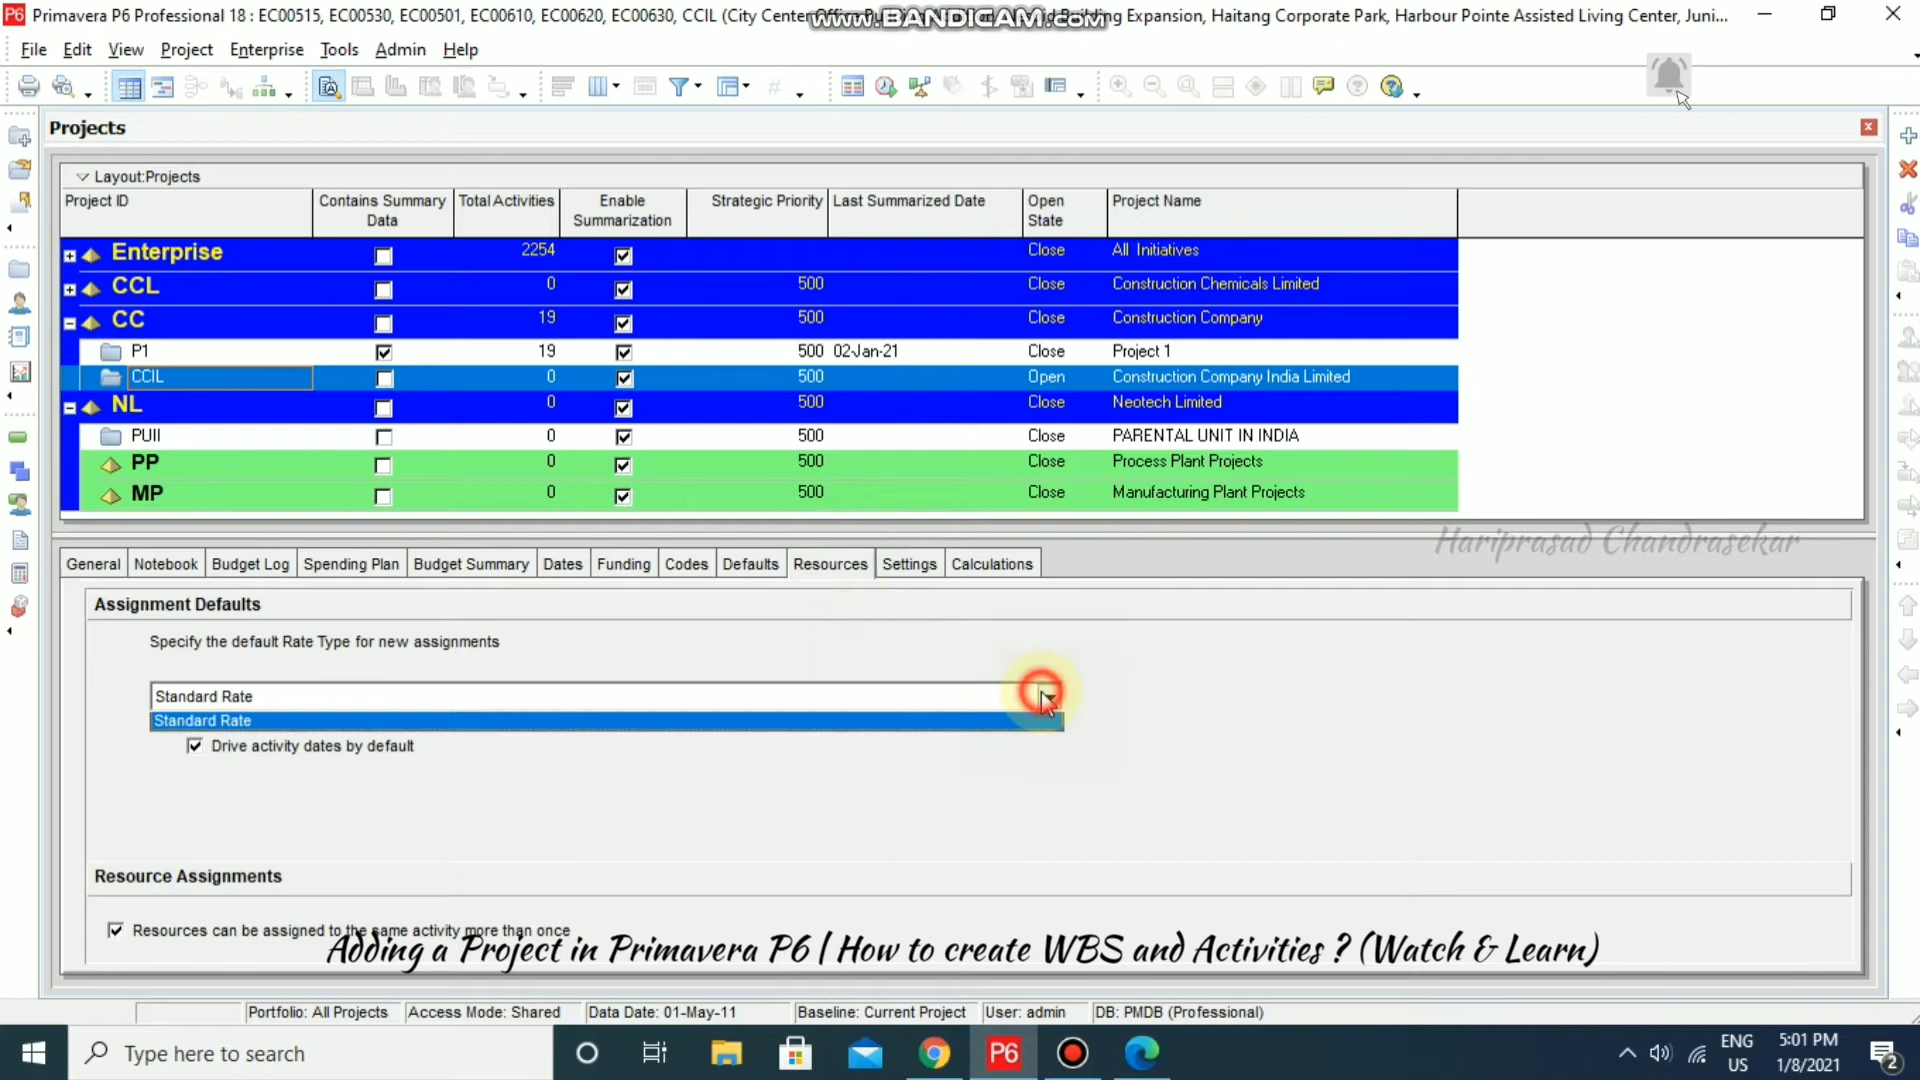 P6 Primavera P6 Professional 18 : EC00515, EC00530, EC00501, EC00610, EC00620, EC00630, CCIL (City Center Office Building Expansion, Haitang Corporate Park, Harbour Pointe Assisted Living Center, Juni...
www.BANDICAM.com
File Edit View Project Enterprise Tools Admin Help
Projects
Layout:Projects
Project ID Contains Summary Data Total Activities Enable Summarization Strategic Priority Last Summarized Date Open State Project Name
Enterprise 2254 Close All Initiatives
CCL 0 500 Close Construction Chemicals Limited
CC 19 500 Close Construction Company
P1 19 500 02-Jan-21 Close Project 1
CCIL 0 500 Open Construction Company India Limited
NL 0 500 Close Neotech Limited
PUII 0 500 Close PARENTAL UNIT IN INDIA
PP 0 500 Close Process Plant Projects
MP 0 500 Close Manufacturing Plant Projects
Hariprasad Chandrasekar
General Notebook Budget Log Spending Plan Budget Summary Dates Funding Codes Defaults Resources Settings Calculations
Assignment Defaults
Specify the default Rate Type for new assignments
Standard Rate
Standard Rate
Drive activity dates by default
Resource Assignments
Resources can be assigned to the same activity more than once
Adding a Project in Primavera P6 | How to create WBS and Activities ? (Watch & Learn)
Portfolio: All Projects Access Mode: Shared Data Date: 01-May-11 Baseline: Current Project User: admin DB: PMDB (Professional)
Type here to search P6 ENG US 5:01 PM 1/8/2021 2